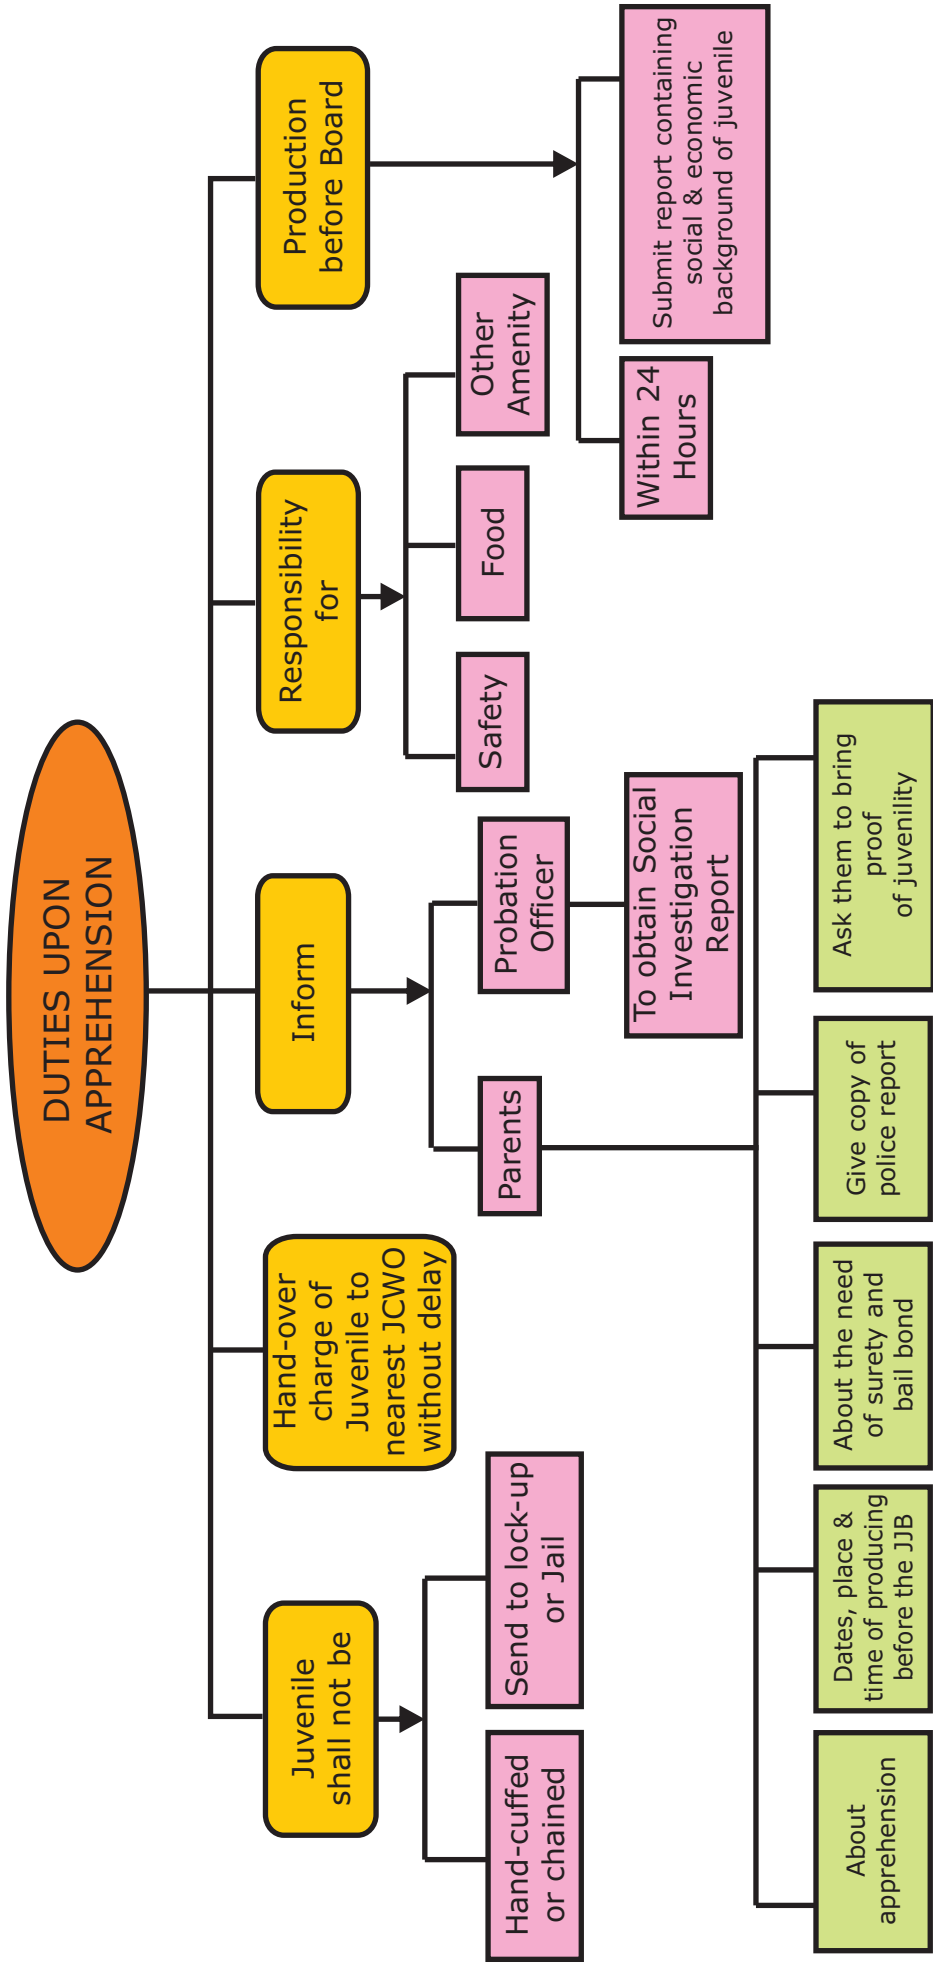 DUTIES UPON
APPREHENSION
Juvenile
shall not be
Hand-over
charge of
Juvenile to
nearest JCWO
without delay
Inform
Responsibility
for
Production
before Board
Hand-cuffed
or chained
Send to lock-up
or Jail
Parents
Probation
Officer
Safety
Food
Other
Amenity
To obtain Social
Investigation
Report
Within 24
Hours
Submit report containing
social & economic
background of juvenile
About
apprehension
Dates, place &
time of producing
before the JJB
About the need
of surety and
bail bond
Give copy of
police report
Ask them to bring
proof
of juvenility